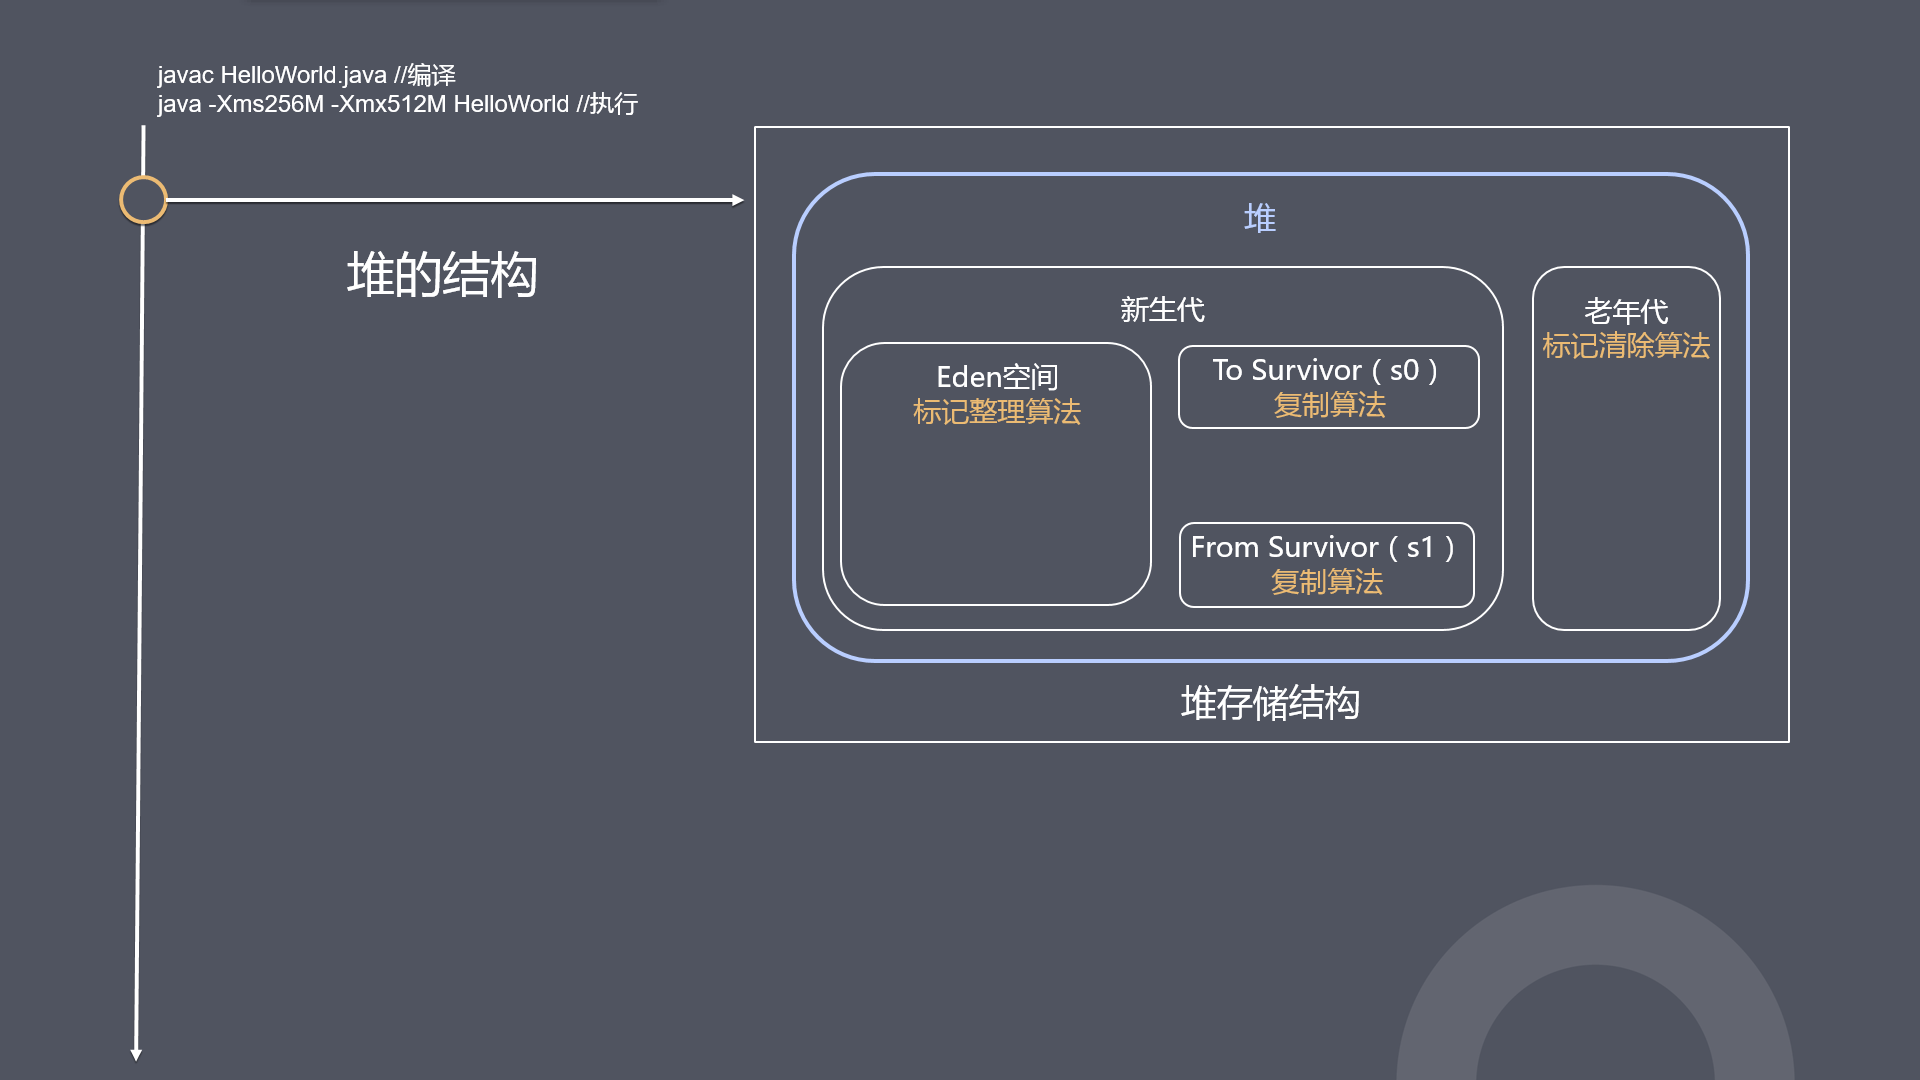 javac HelloWorld.java //编译
java -Xms256M -Xmx512M HelloWorld //执行
堆的结构
堆
新生代
Eden空间
标记整理算法
To Survivor（s0）
复制算法
From Survivor（s1）
复制算法
老年代
标记清除算法
堆存储结构